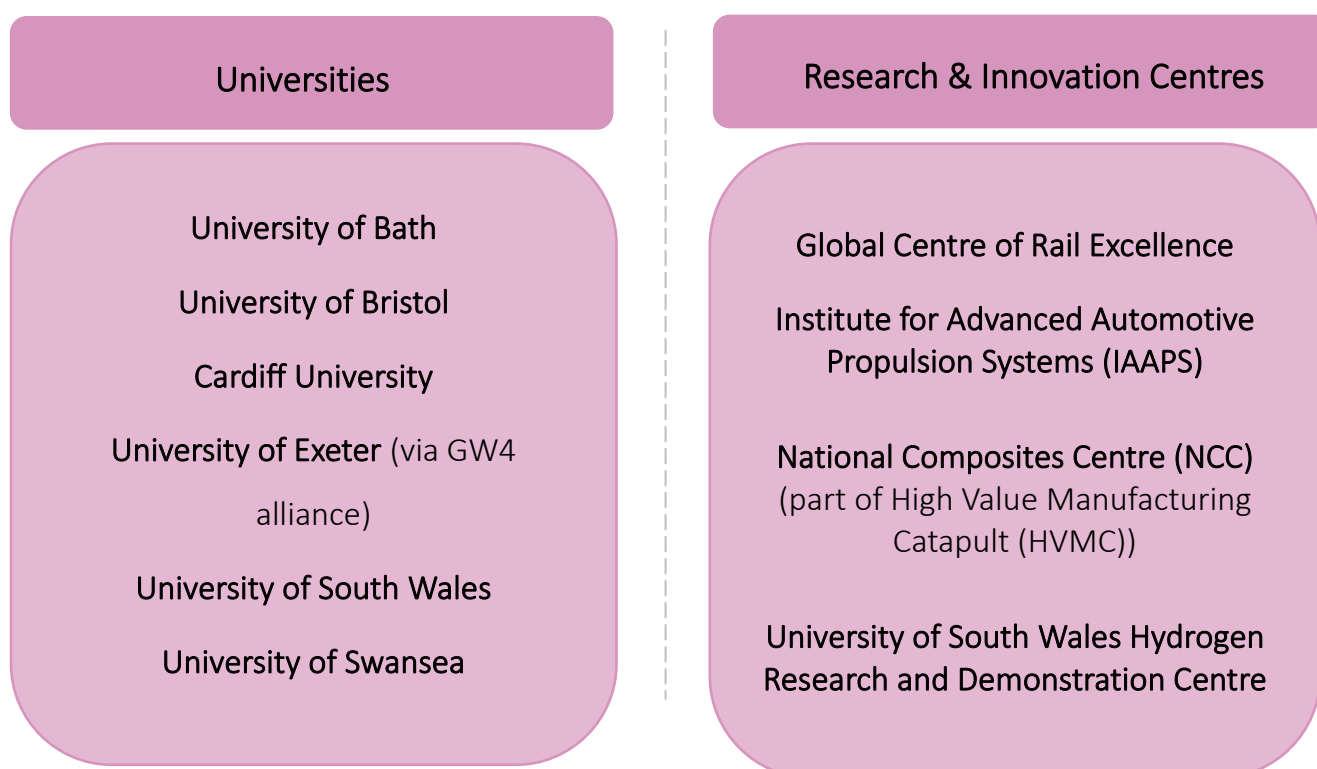 Universities
University of Bath
University of Bristol
Cardiff University
University of Exeter (via GW4
alliance)
University of South Wales
University of Swansea
Research & Innovation Centres
Global Centre of Rail Excellence
Institute for Advanced Automotive
Propulsion Systems (IAAPS)
National Composites Centre (NCC)
(part of High Value Manufacturing
Catapult (HVMC))
University of South Wales Hydrogen
Research and Demonstration Centre